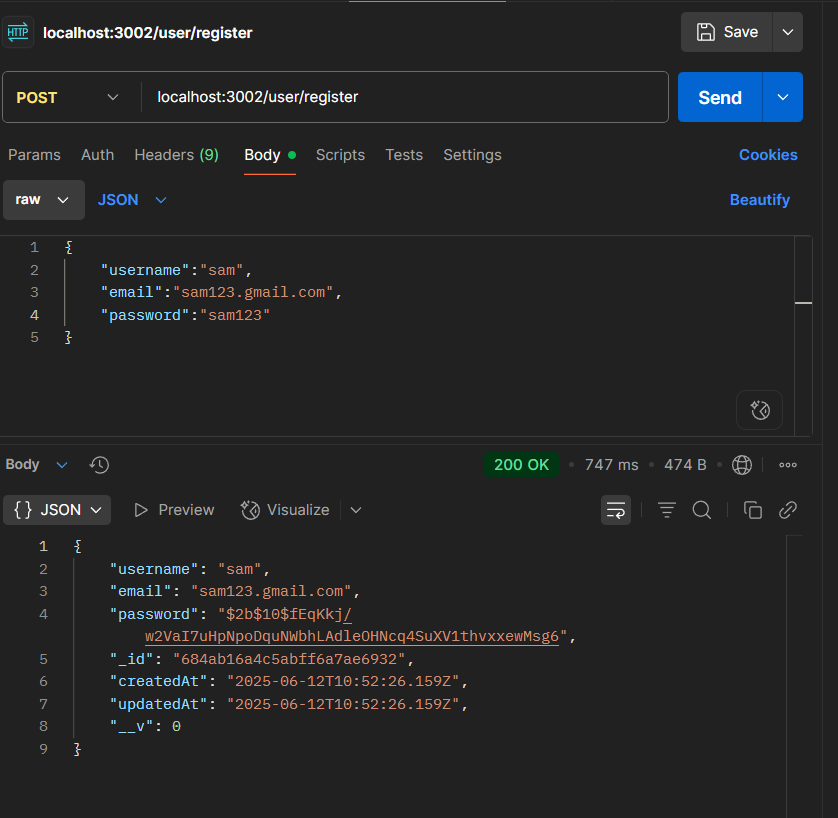 HTTP localhost:3002/user/register Save
POST localhost:3002/user/register Send
Params Auth Headers (9) Body Scripts Tests Settings Cookies
raw JSON Beautify
1 {
2 "username":"sam",
3 "email":"sam123.gmail.com",
4 "password":"sam123"
5 }
Body 200 OK • 747 ms • 474 B •
{} JSON Preview Visualize
1 {
2 "username": "sam",
3 "email": "sam123.gmail.com",
4 "password": "$2b$10$fEqKkj/
w2VaI7uHpNpoDquNWbhLAdleOHNcq4SuXV1thvxxewMsg6",
5 "_id": "684ab16a4c5abff6a7ae6932",
6 "createdAt": "2025-06-12T10:52:26.159Z",
7 "updatedAt": "2025-06-12T10:52:26.159Z",
8 "__v": 0
9 }